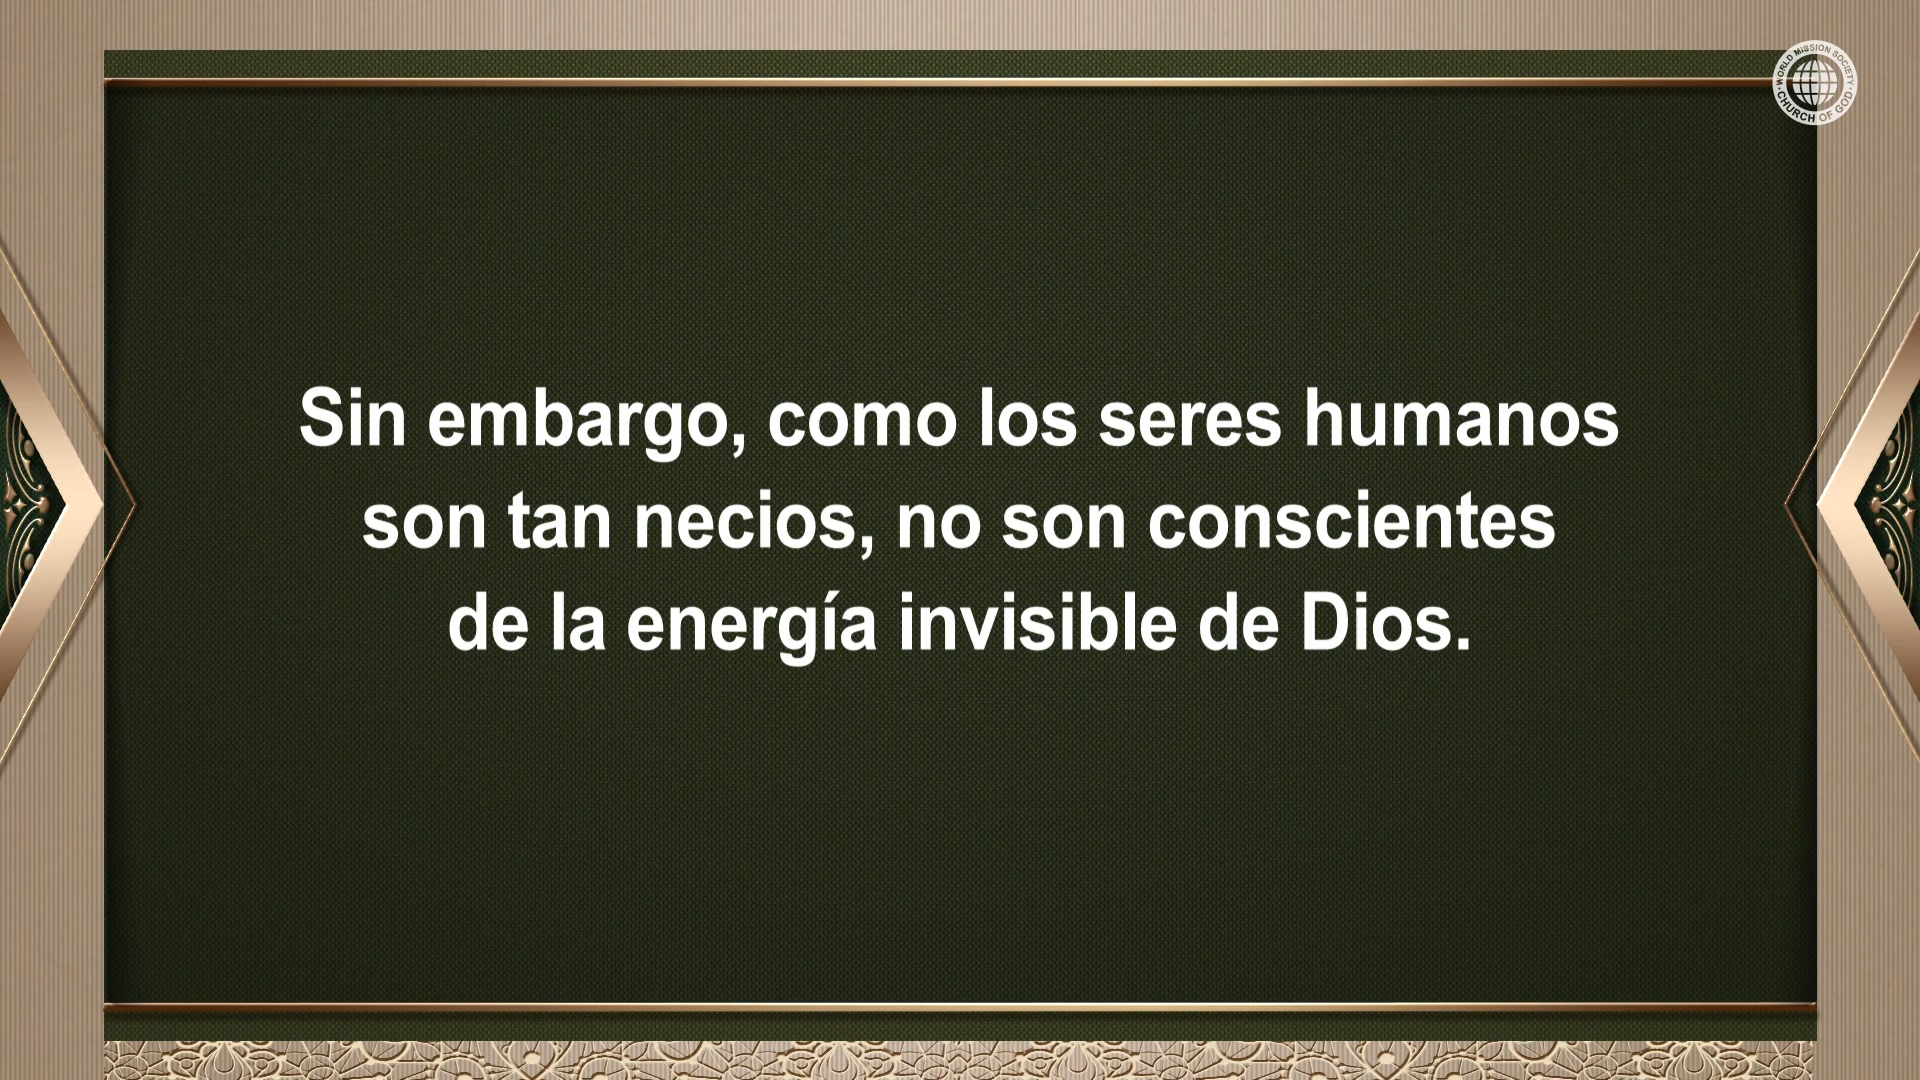 WORLD MISSION SOCIETY
CHURCH OF GOD
Sin embargo, como los seres humanos
son tan necios, no son conscientes
de la energía invisible de Dios.